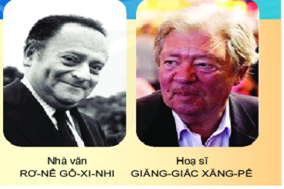 Nhà văn
RƠ-NÊ GÔ-XI-NHI
Hoạ sĩ
GIĂNG-GIẮC XĂNG-PÊ